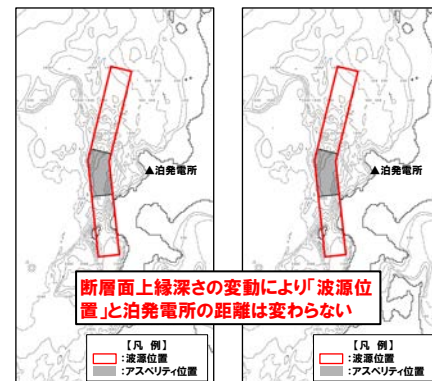 ▲泊発電所
▲泊発電所
断層面上縁深さの変動により｢波源位
置｣と泊発電所の距離は変わらない
【凡 例】
:波源位置
:アスペリティ位置
【凡 例】
:波源位置
:アスペリティ位置